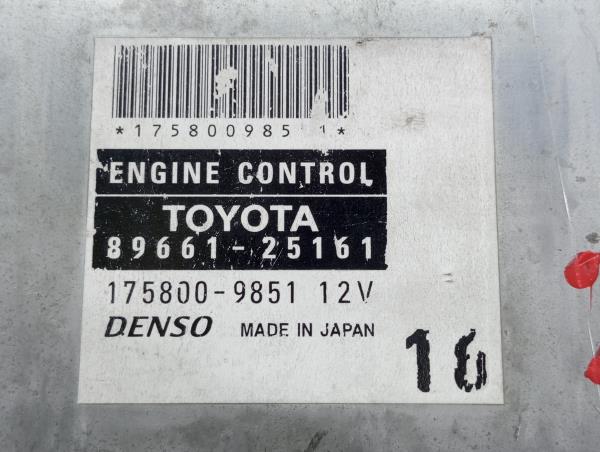 *175800985 1*
ENGINE CONTROL
TOYOTA
89661-25161
175800-9851 12V
DENSO MADE IN JAPAN
16